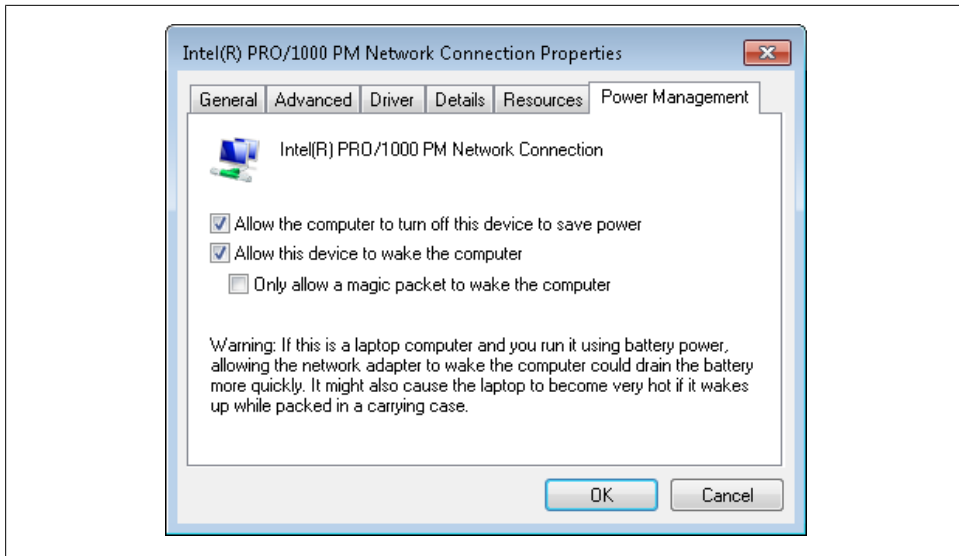 Intel(R) PRO/1000 PM Network Connection Properties
General Advanced Driver Details Resources Power Management
Intel(R) PRO/1000 PM Network Connection
Allow the computer to turn off this device to save power
Allow this device to wake the computer
Only allow a magic packet to wake the computer
Warning: If this is a laptop computer and you run it using battery power,
allowing the network adapter to wake the computer could drain the battery
more quickly. It might also cause the laptop to become very hot if it wakes
up while packed in a carrying case.
OK Cancel